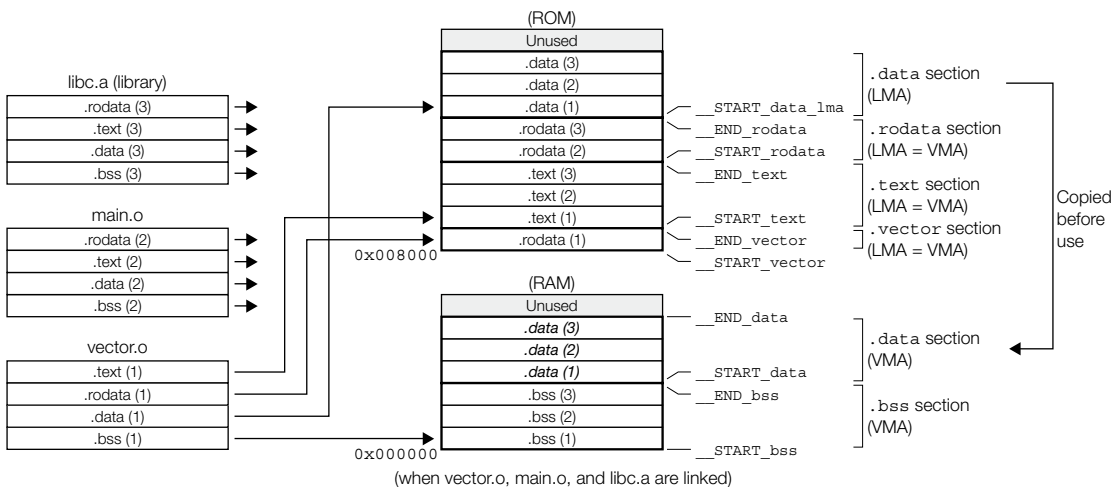 libc.a (library)
.rodata (3)
.text (3)
.data (3)
.bss (3)
main.o
.rodata (2)
.text (2)
.data (2)
.bss (2)
vector.o
.text (1)
.rodata (1)
.data (1)
.bss (1)
(ROM)
Unused
.data (3)
.data (2)
.data (1)
.rodata (3)
.rodata (2)
.text (3)
.text (2)
.text (1)
.rodata (1)
0x008000
__START_data_lma
__END_rodata
__START_rodata
__END_text
__START_text
__END_vector
__START_vector
.data section
(LMA)
.rodata section
(LMA = VMA)
.text section
(LMA = VMA)
.vector section
(LMA = VMA)
Copied
before
use
(RAM)
Unused
.data (3)
.data (2)
.data (1)
.bss (3)
.bss (2)
.bss (1)
0x000000
__END_data
__START_data
__END_bss
__START_bss
.data section
(VMA)
.bss section
(VMA)
(when vector.o, main.o, and libc.a are linked)